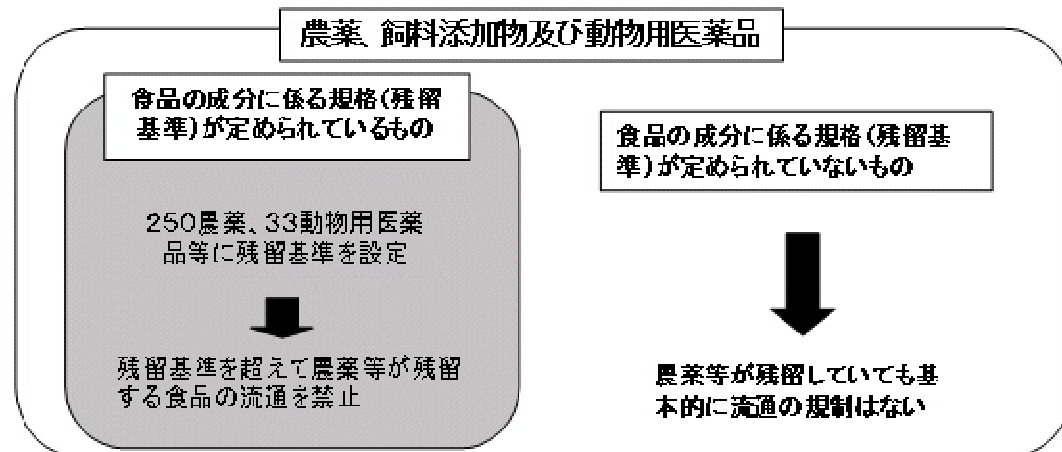 農薬、飼料添加物及び動物用医薬品
食品の成分に係る規格(残留
基準)が定められているもの
250農薬、33動物用医薬
品等に残留基準を設定
残留基準を超えて農薬等が残留
する食品の流通を禁止
食品の成分に係る規格(残留基
準)が定められていないもの
農薬等が残留していても基
本的に流通の規制はない